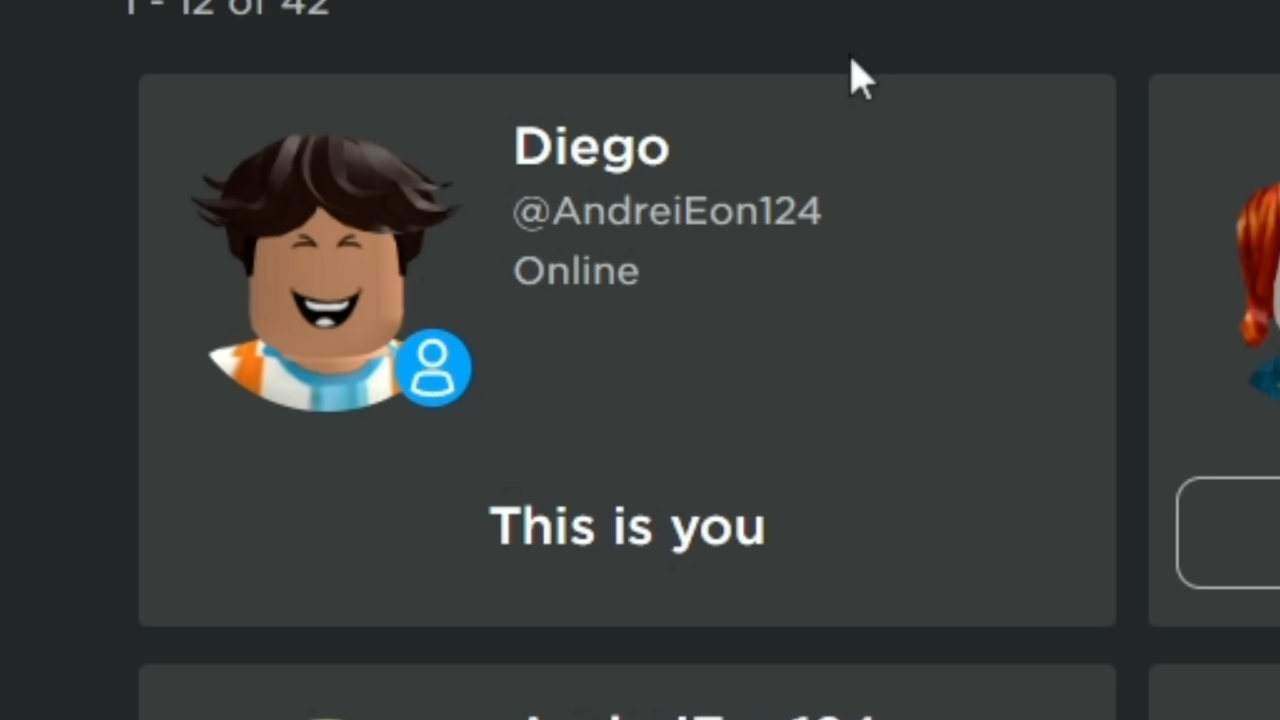 1 - 12 of 42
Diego
@AndreiEon124
Online
This is you